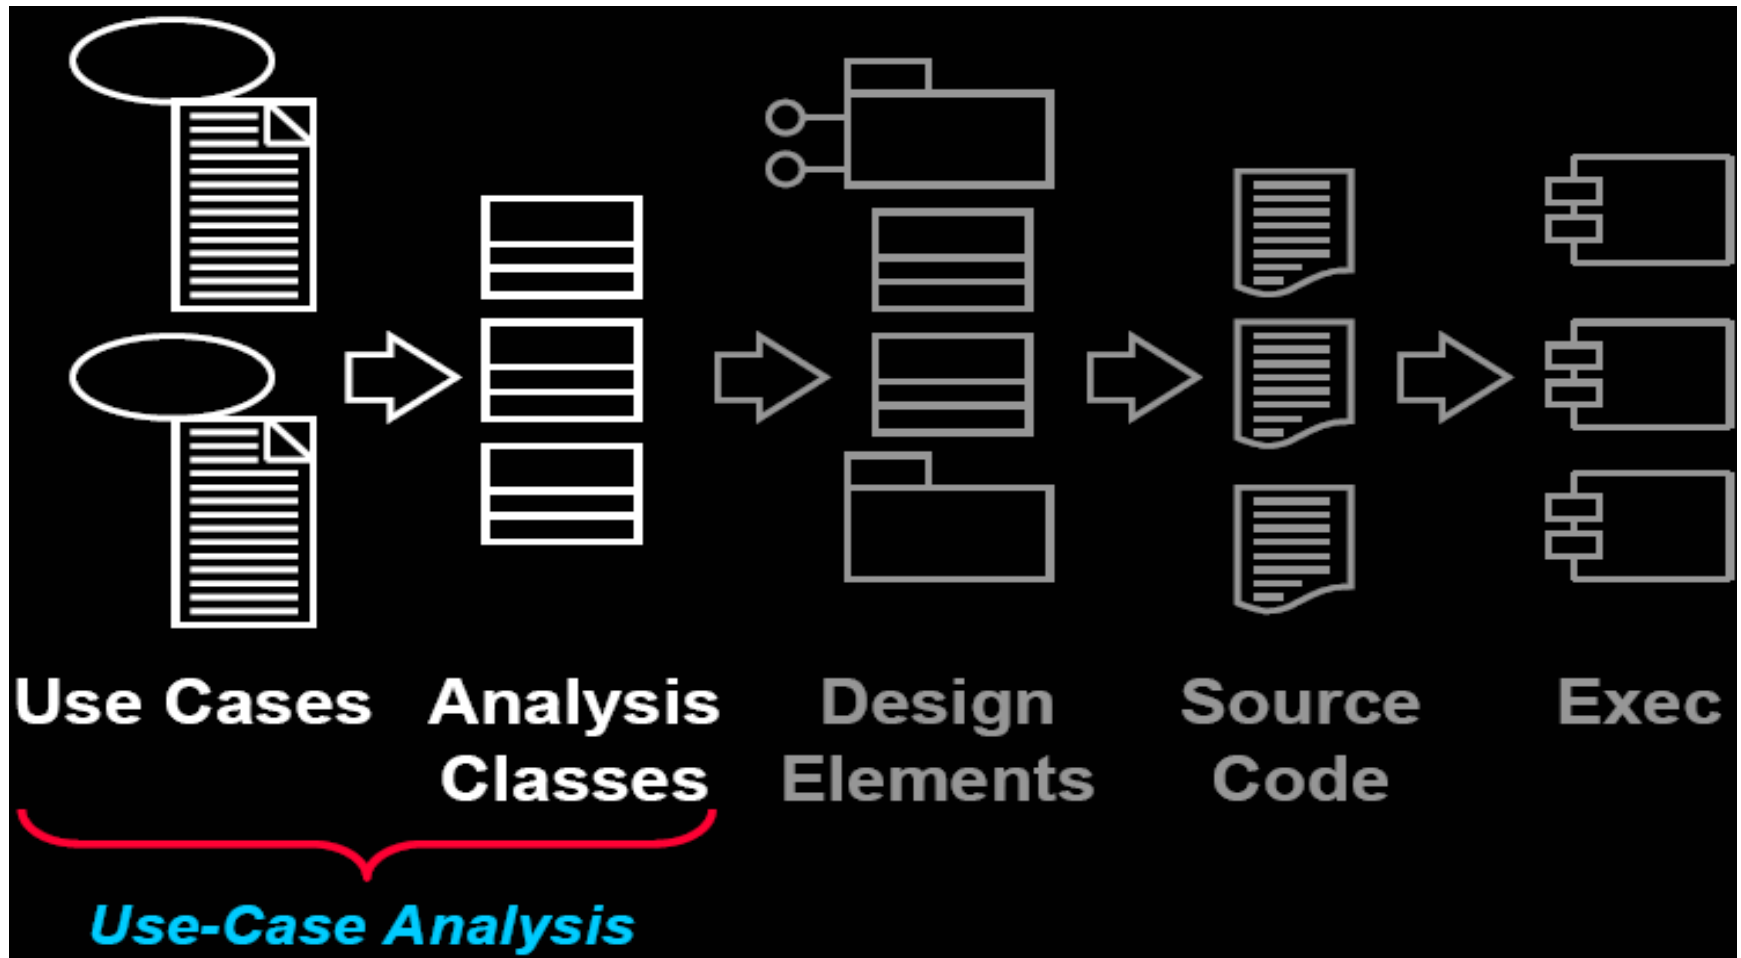 Use Cases
Analysis
Classes
Design
Elements
Source
Code
Exec
Use-Case Analysis